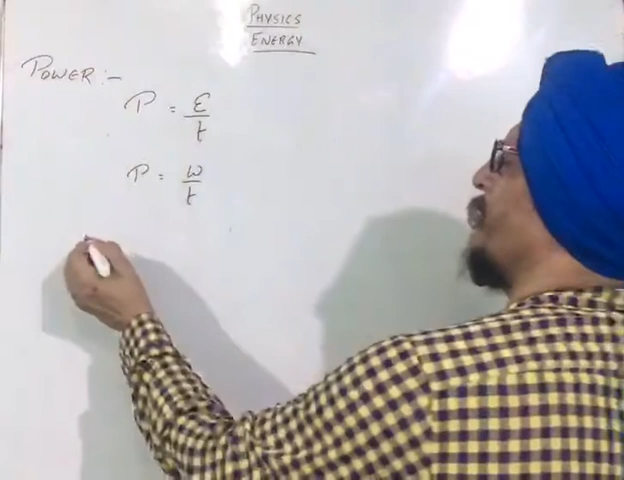 PHYSICS
ENERGY
POWER:-
P = E/t
P = w/t